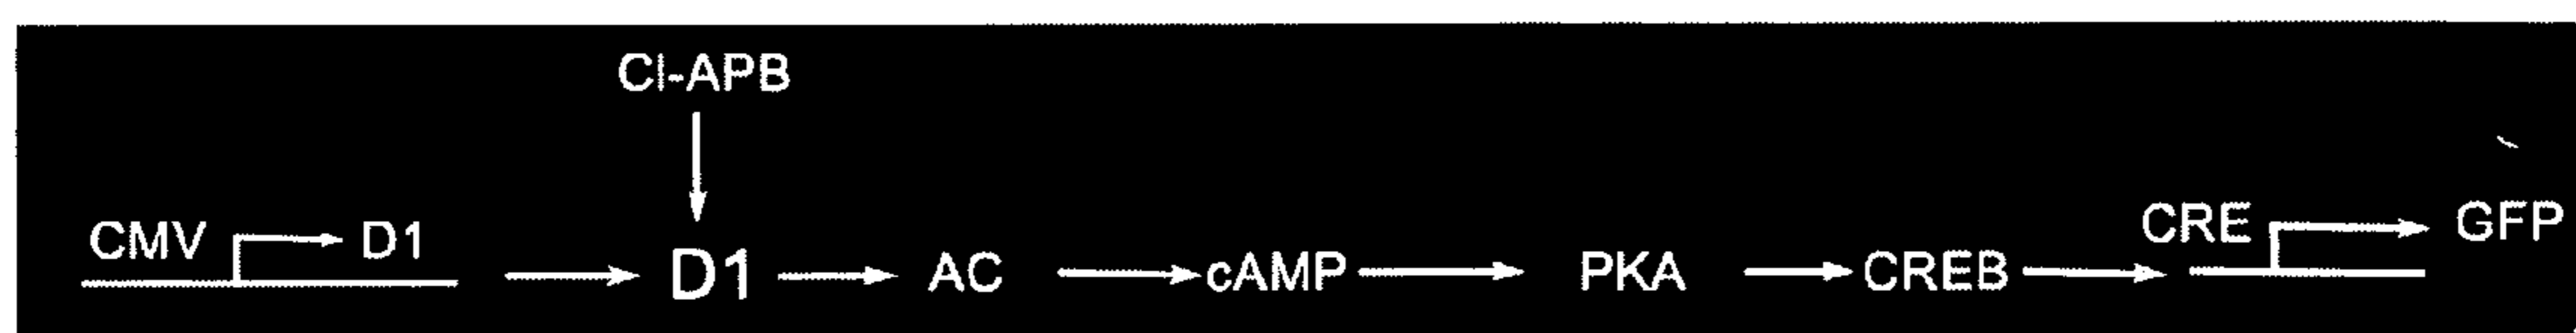 Cl-APB
CMV D1 CRE GFP
D1 AC cAMP PKA CREB